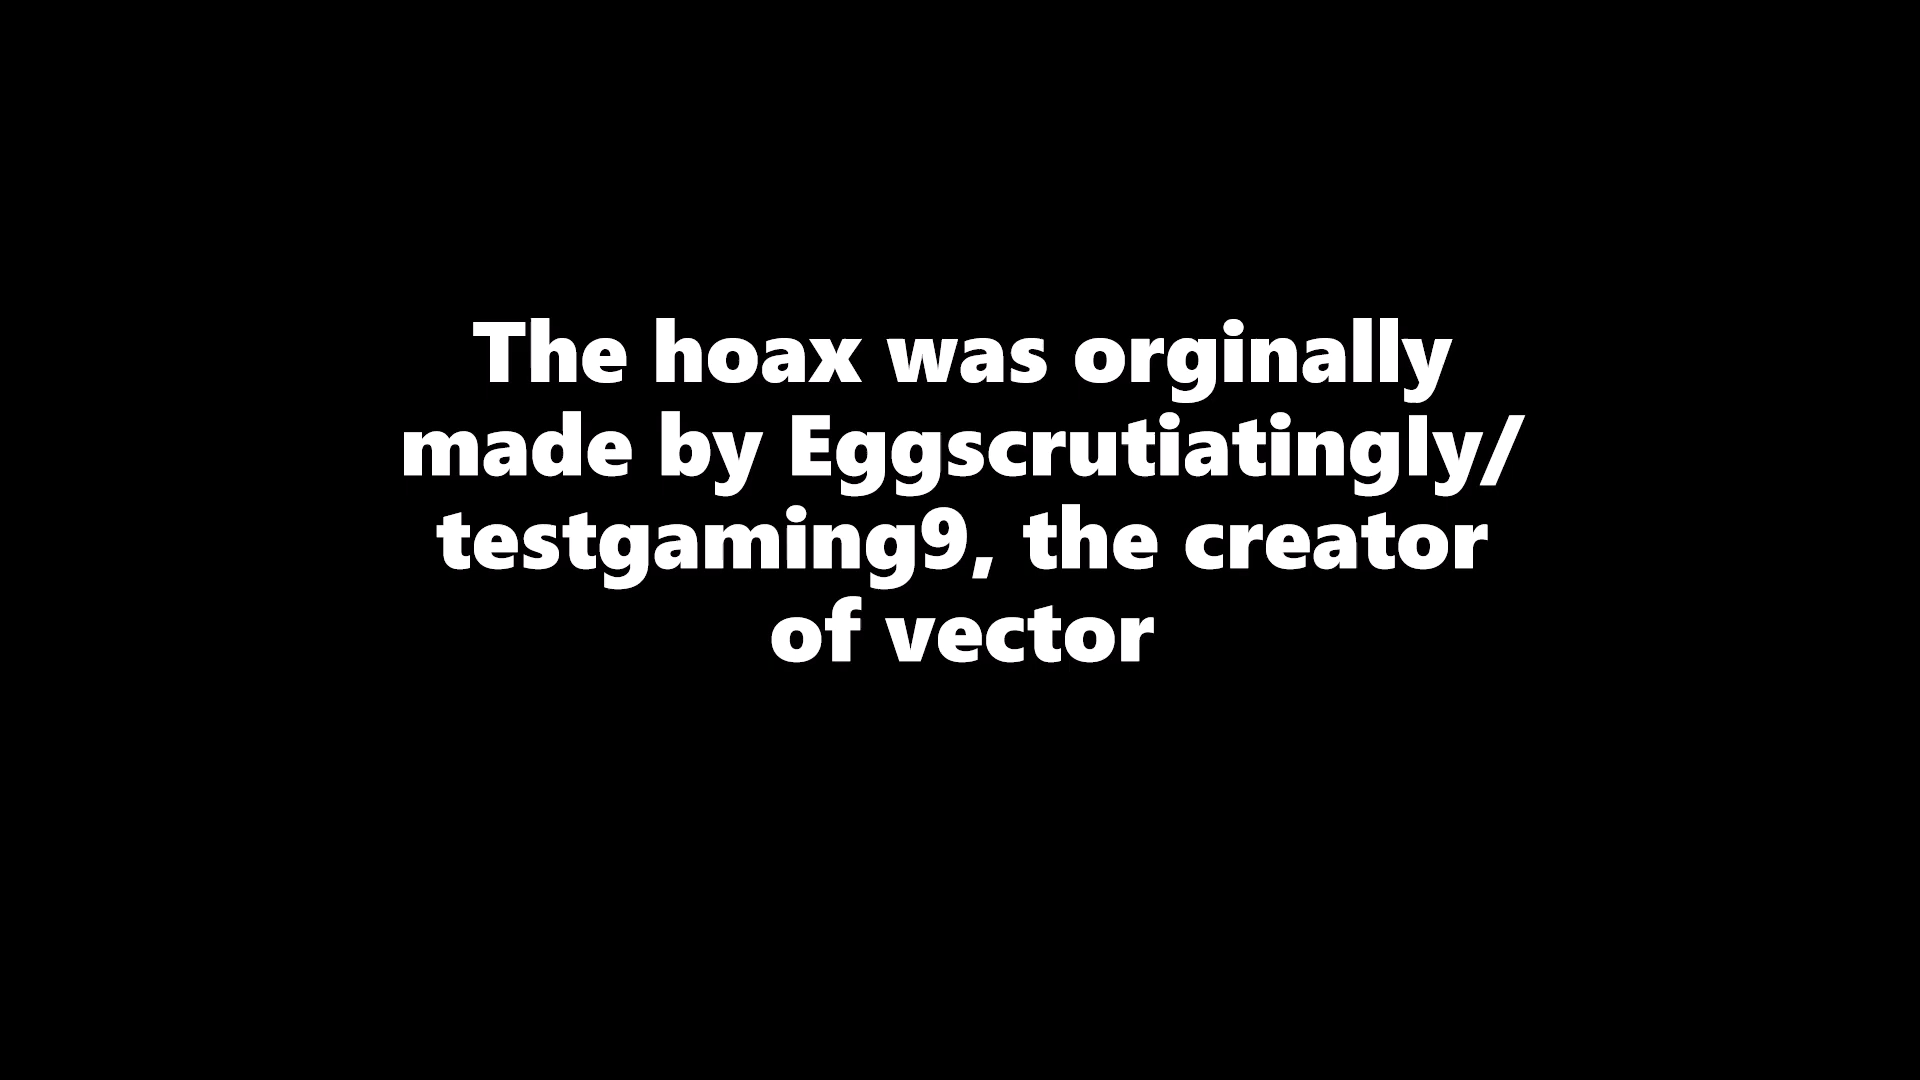 The hoax was orginally
made by Eggscrutiatingly/
testgaming9, the creator
of vector